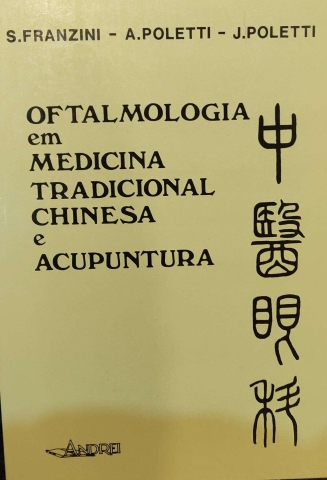 S.FRANZINI - A.POLETTI - J.POLETTI
OFTALMOLOGIA
em
MEDICINA
TRADICIONAL
CHINESA
e
ACUPUNTURA
中
醫
眼
科
ANDREI